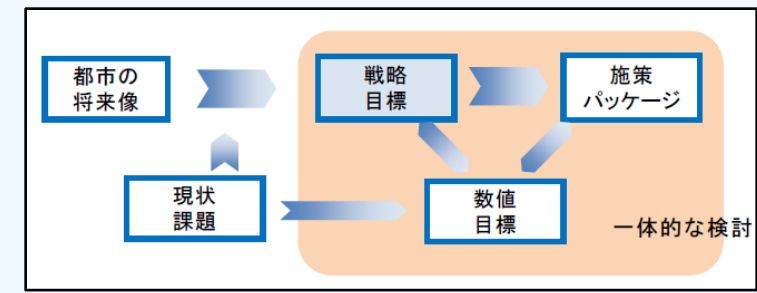 都市の
将来像
戦略
目標
施策
パッケージ
現状
課題
数値
目標
一体的な検討